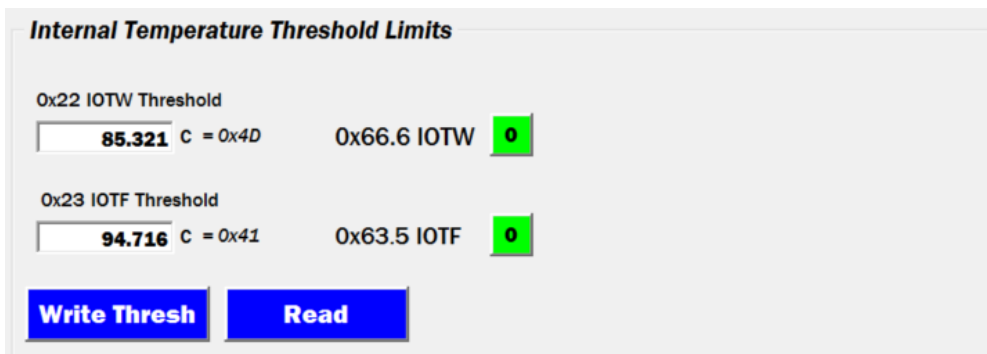 Internal Temperature Threshold Limits
0x22 IOTW Threshold
85.321 C = 0x4D 0x66.6 IOTW 0
0x23 IOTF Threshold
94.716 C = 0x41 0x63.5 IOTF 0
Write Thresh Read